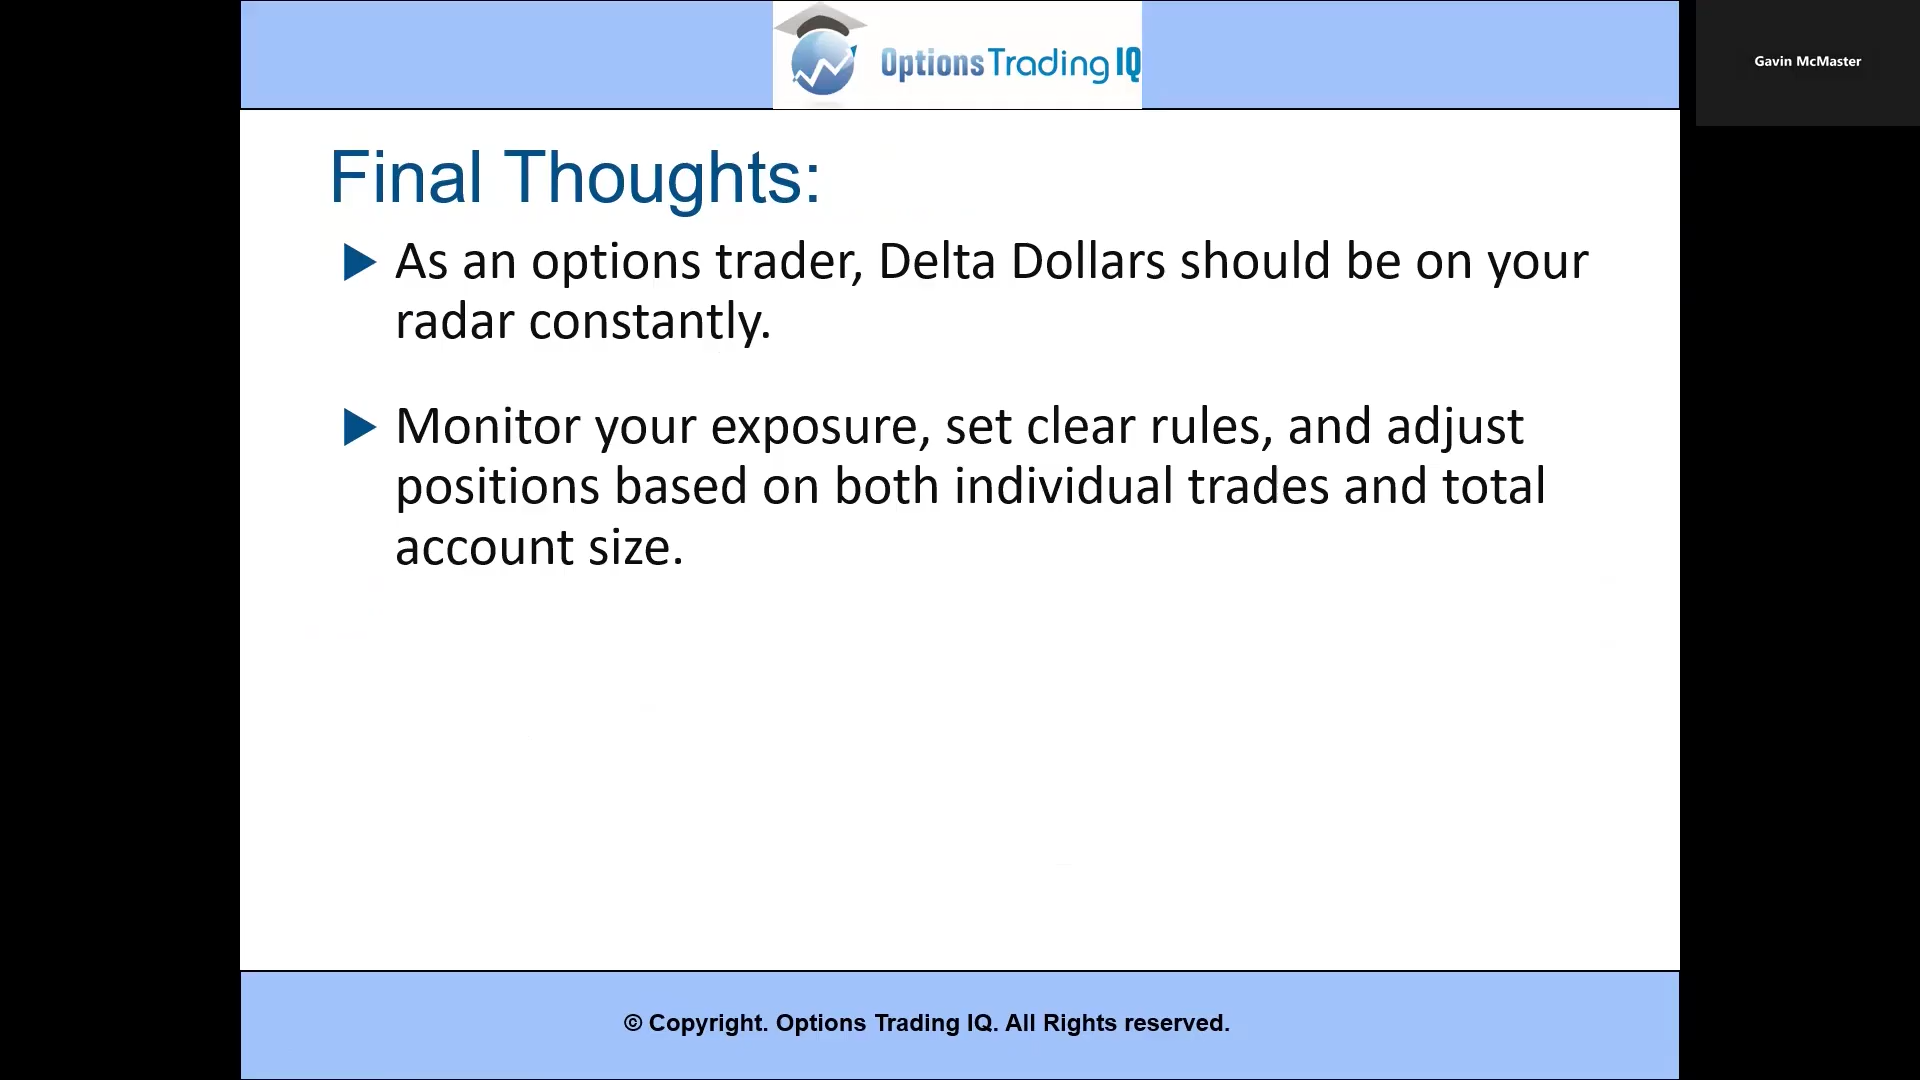 Options Trading IQ
Gavin McMaster
Final Thoughts:
As an options trader, Delta Dollars should be on your
radar constantly.
Monitor your exposure, set clear rules, and adjust
positions based on both individual trades and total
account size.
© Copyright. Options Trading IQ. All Rights reserved.